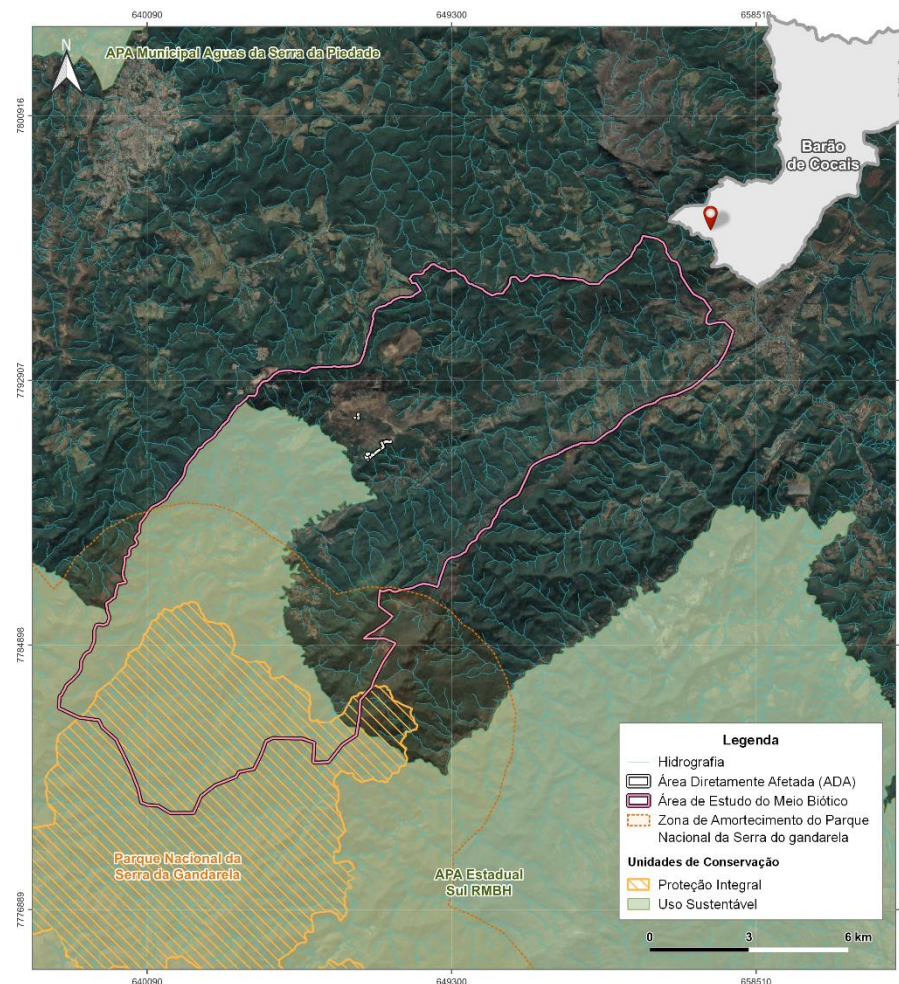 640090
649300
658510
N
APA Municipal Aguas da Serra da Piedade
7800916
Barão
de Cocais
7792907
7784898
Legenda
Hidrografia
Área Diretamente Afetada (ADA)
Área de Estudo do Meio Biótico
Zona de Amortecimento do Parque
Nacional da Serra do gandarela
Unidades de Conservação
Proteção Integral
Uso Sustentável
0 3 6 km
Parque Nacional da
Serra da Gandarela
APA Estadual
Sul RMBH
7776889
640090
649300
658510